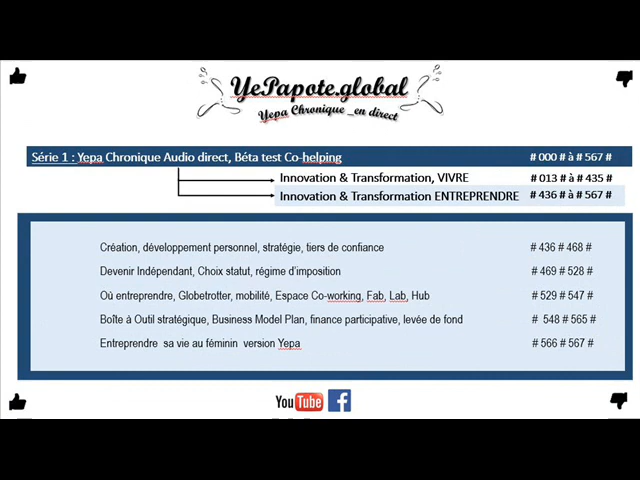 YePapote.global
Yepa Chronique _en direct
Série 1 : Yepa Chronique Audio direct, Béta test Co-helping # 000 # à # 567 #
Innovation & Transformation, VIVRE # 013 # à # 435 #
Innovation & Transformation ENTREPRENDRE # 436 # à # 567 #
Création, développement personnel, stratégie, tiers de confiance # 436 # 468 #
Devenir Indépendant, Choix statut, régime d'imposition # 469 # 528 #
Où entreprendre, Globetrotter, mobilité, Espace Co-working, Fab, Lab, Hub # 529 # 547 #
Boîte à Outil stratégique, Business Model Plan, finance participative, levée de fond # 548 # 565 #
Entreprendre sa vie au féminin version Yepa # 566 # 567 #
YouTube f